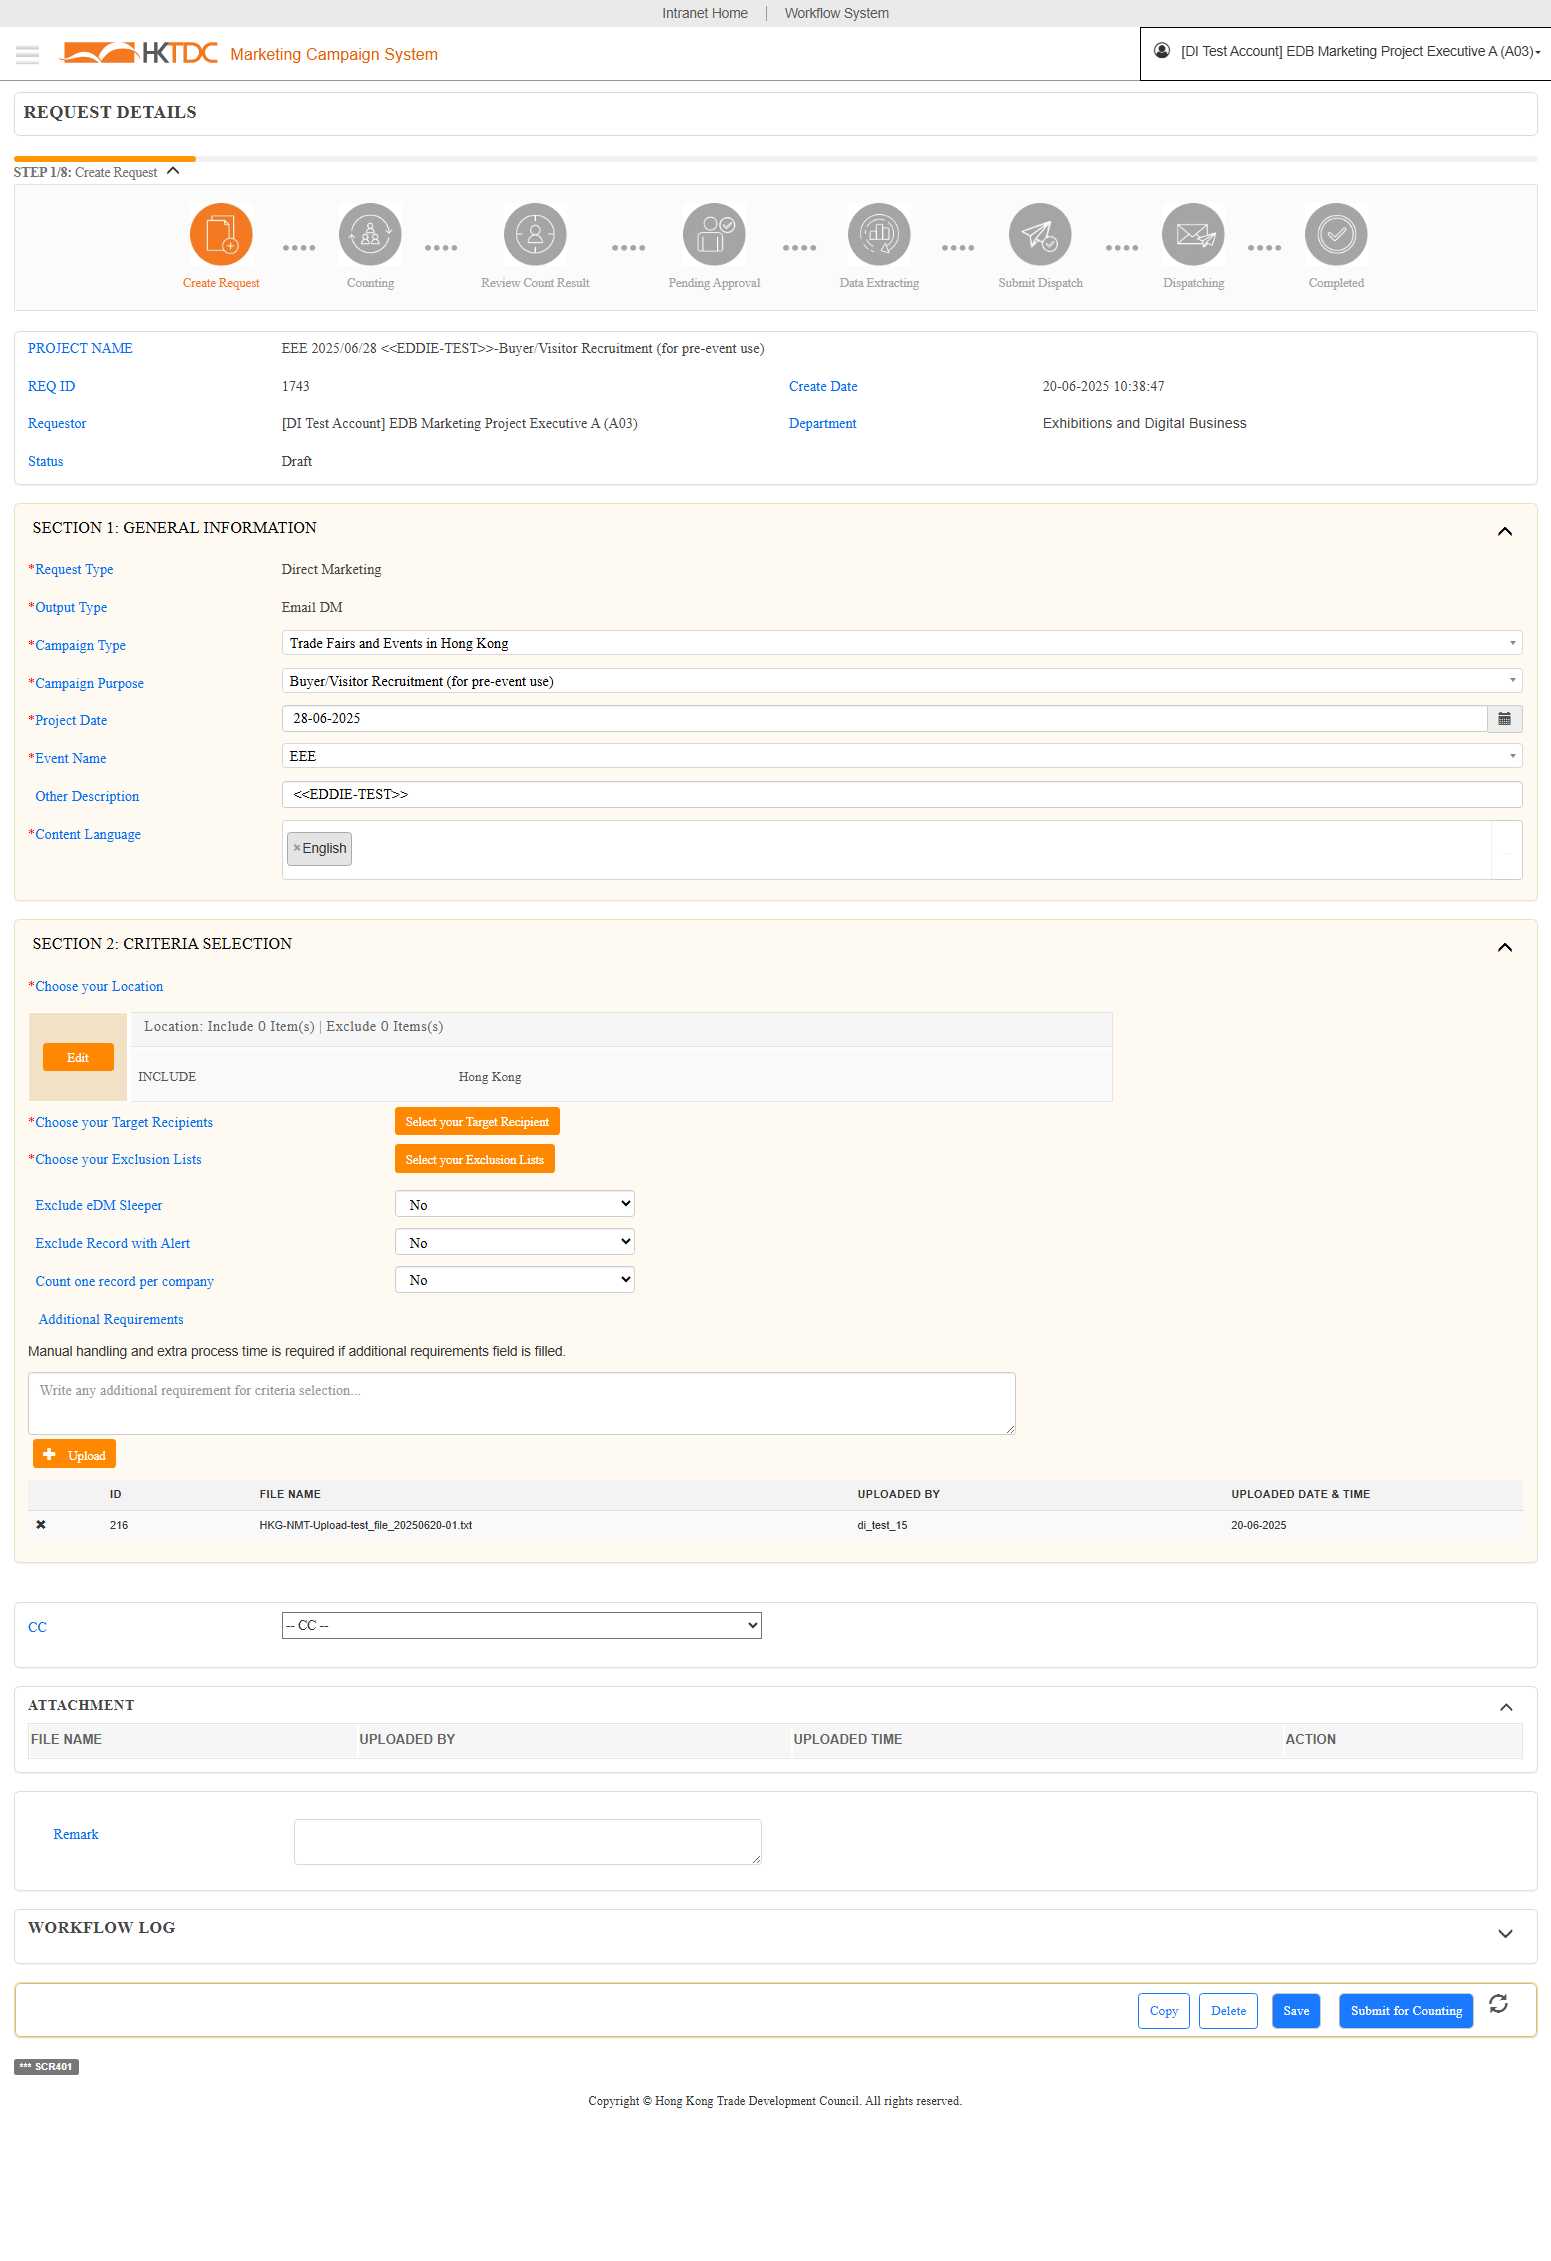 Intranet Home | Workflow System
HKTDC Marketing Campaign System
[DI Test Account] EDB Marketing Project Executive A (A03)
REQUEST DETAILS
STEP 1/8: Create Request
Create Request
Counting
Review Count Result
Pending Approval
Data Extracting
Submit Dispatch
Dispatching
Completed
PROJECT NAME EEE 2025/06/28 <<EDDIE-TEST>>-Buyer/Visitor Recruitment (for pre-event use)
REQ ID 1743 Create Date 20-06-2025 10:38:47
Requestor [DI Test Account] EDB Marketing Project Executive A (A03) Department Exhibitions and Digital Business
Status Draft
SECTION 1: GENERAL INFORMATION
*Request Type Direct Marketing
*Output Type Email DM
*Campaign Type Trade Fairs and Events in Hong Kong
*Campaign Purpose Buyer/Visitor Recruitment (for pre-event use)
*Project Date 28-06-2025
*Event Name EEE
Other Description <<EDDIE-TEST>>
*Content Language ×English
SECTION 2: CRITERIA SELECTION
*Choose your Location
Location: Include 0 Item(s) | Exclude 0 Items(s)
Edit
INCLUDE Hong Kong
*Choose your Target Recipients Select your Target Recipient
*Choose your Exclusion Lists Select your Exclusion Lists
Exclude eDM Sleeper No
Exclude Record with Alert No
Count one record per company No
Additional Requirements
Manual handling and extra process time is required if additional requirements field is filled.
Write any additional requirement for criteria selection...
Upload
ID FILE NAME UPLOADED BY UPLOADED DATE & TIME
216 HKG-NMT-Upload-test_file_20250620-01.txt di_test_15 20-06-2025
CC -- CC --
ATTACHMENT
FILE NAME UPLOADED BY UPLOADED TIME ACTION
Remark
WORKFLOW LOG
Copy Delete Save Submit for Counting
*** SCR401
Copyright © Hong Kong Trade Development Council. All rights reserved.